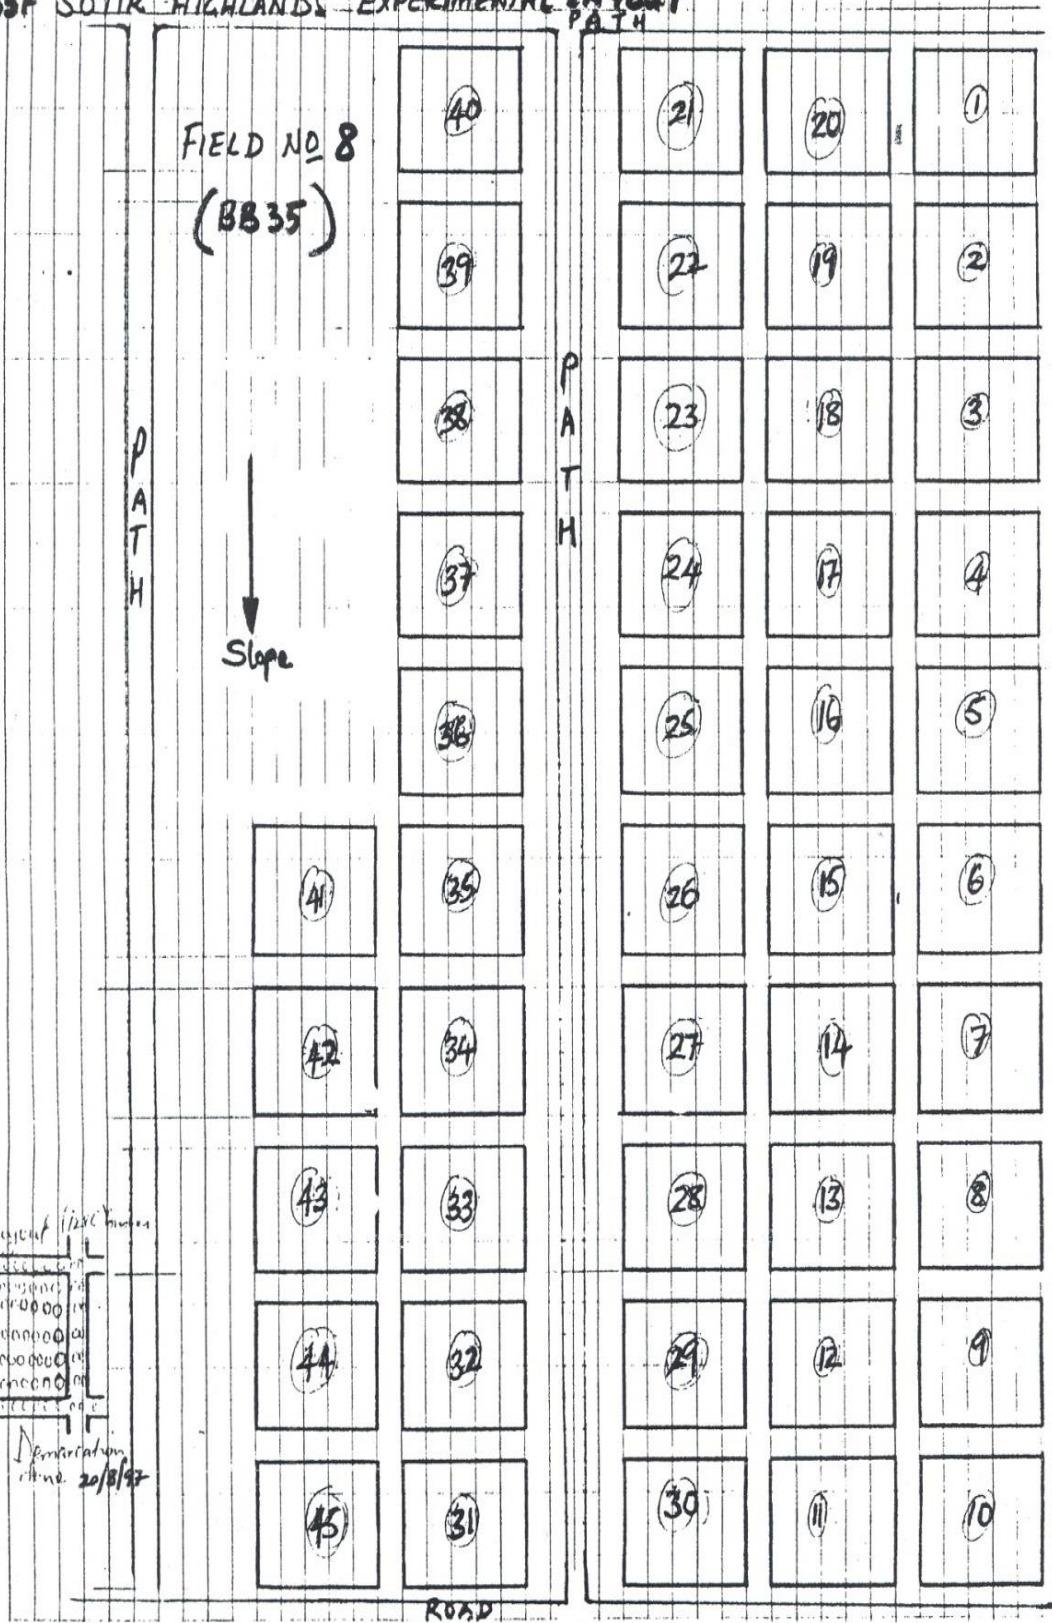 SOTIK HIGHLANDS EXPERIMENTAL LAYOUT
PATH
FIELD NO 8
(BB35)
PATH
PATH
Slope
40 21 20 1
39 22 19 2
38 23 18 3
37 24 17 4
36 25 16 5
41 35 26 15 6
42 34 27 14 7
43 33 28 13 8
44 32 29 12 9
45 31 30 11 10
Demarcation
20/8/97
ROAD